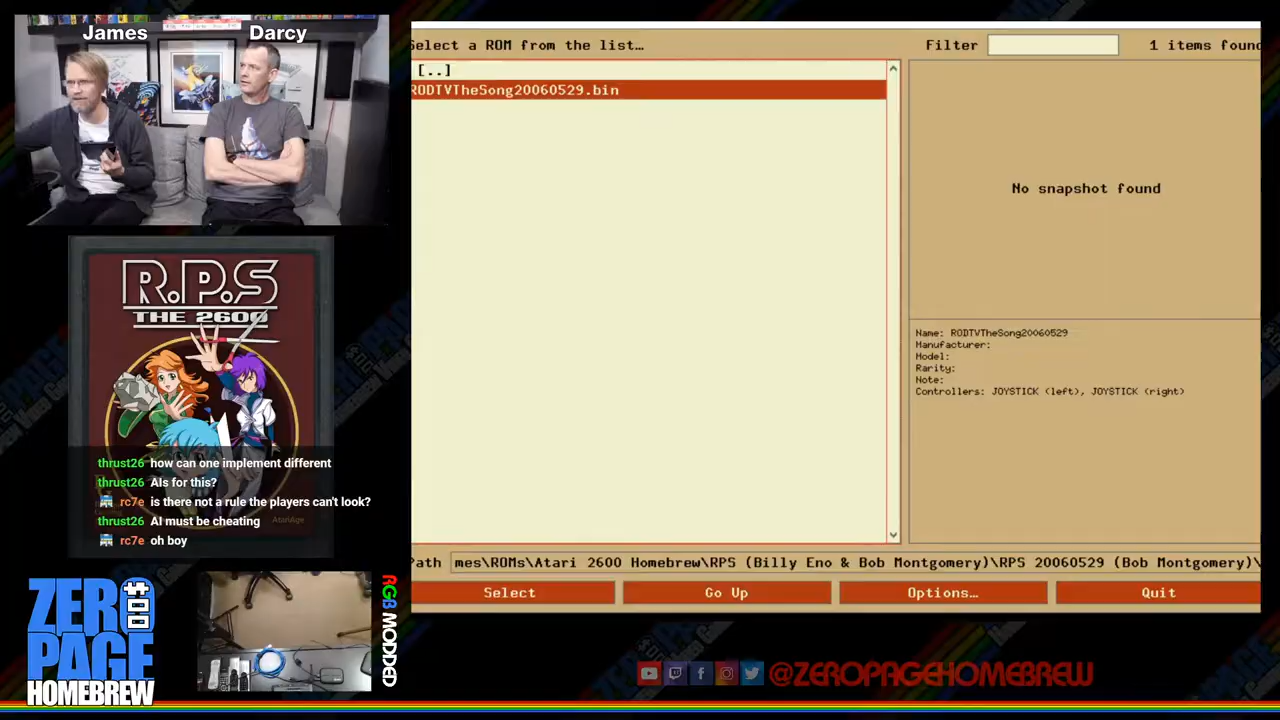 James
Darcy
Select a ROM from the list…
Filter
1 items found
[..]
RODTVTheSong20060529.bin
No snapshot found
Name: RODTVTheSong20060529
Manufacturer:
Model:
Rarity:
Note:
Controllers: JOYSTICK (left), JOYSTICK (right)
Path mes\ROMs\Atari 2600 Homebrew\RPS (Billy Eno & Bob Montgomery)\RPS 20060529 (Bob Montgomery)\
Select
Go Up
Options…
Quit
R.P.S
THE 2600
thrust26 how can one implement different
thrust26 AIs for this?
rc7e is there not a rule the players can't look?
thrust26 AI must be cheating
AtariAge
rc7e oh boy
ZERO
PAGE
HOMEBREW
RGB MODDED
@ZEROPAGEHOMEBREW